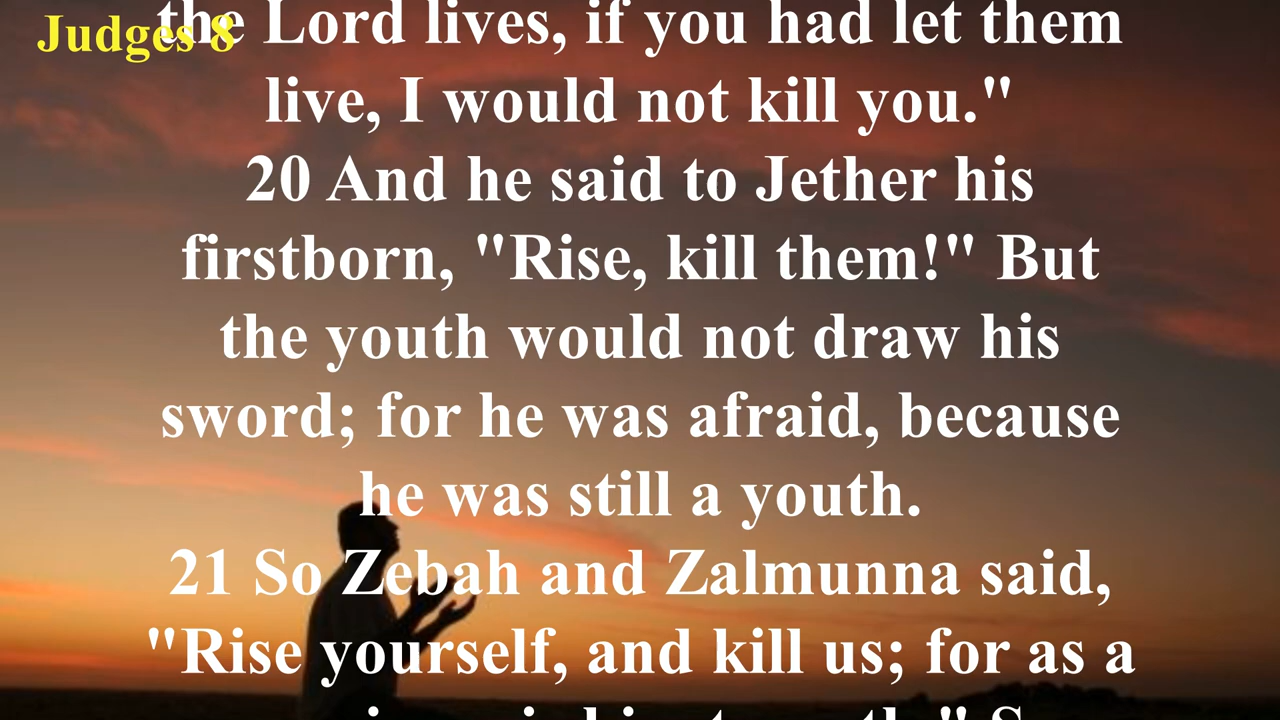 Judges 8
the Lord lives, if you had let them
live, I would not kill you."
20 And he said to Jether his
firstborn, "Rise, kill them!" But
the youth would not draw his
sword; for he was afraid, because
he was still a youth.
21 So Zebah and Zalmunna said,
"Rise yourself, and kill us; for as a